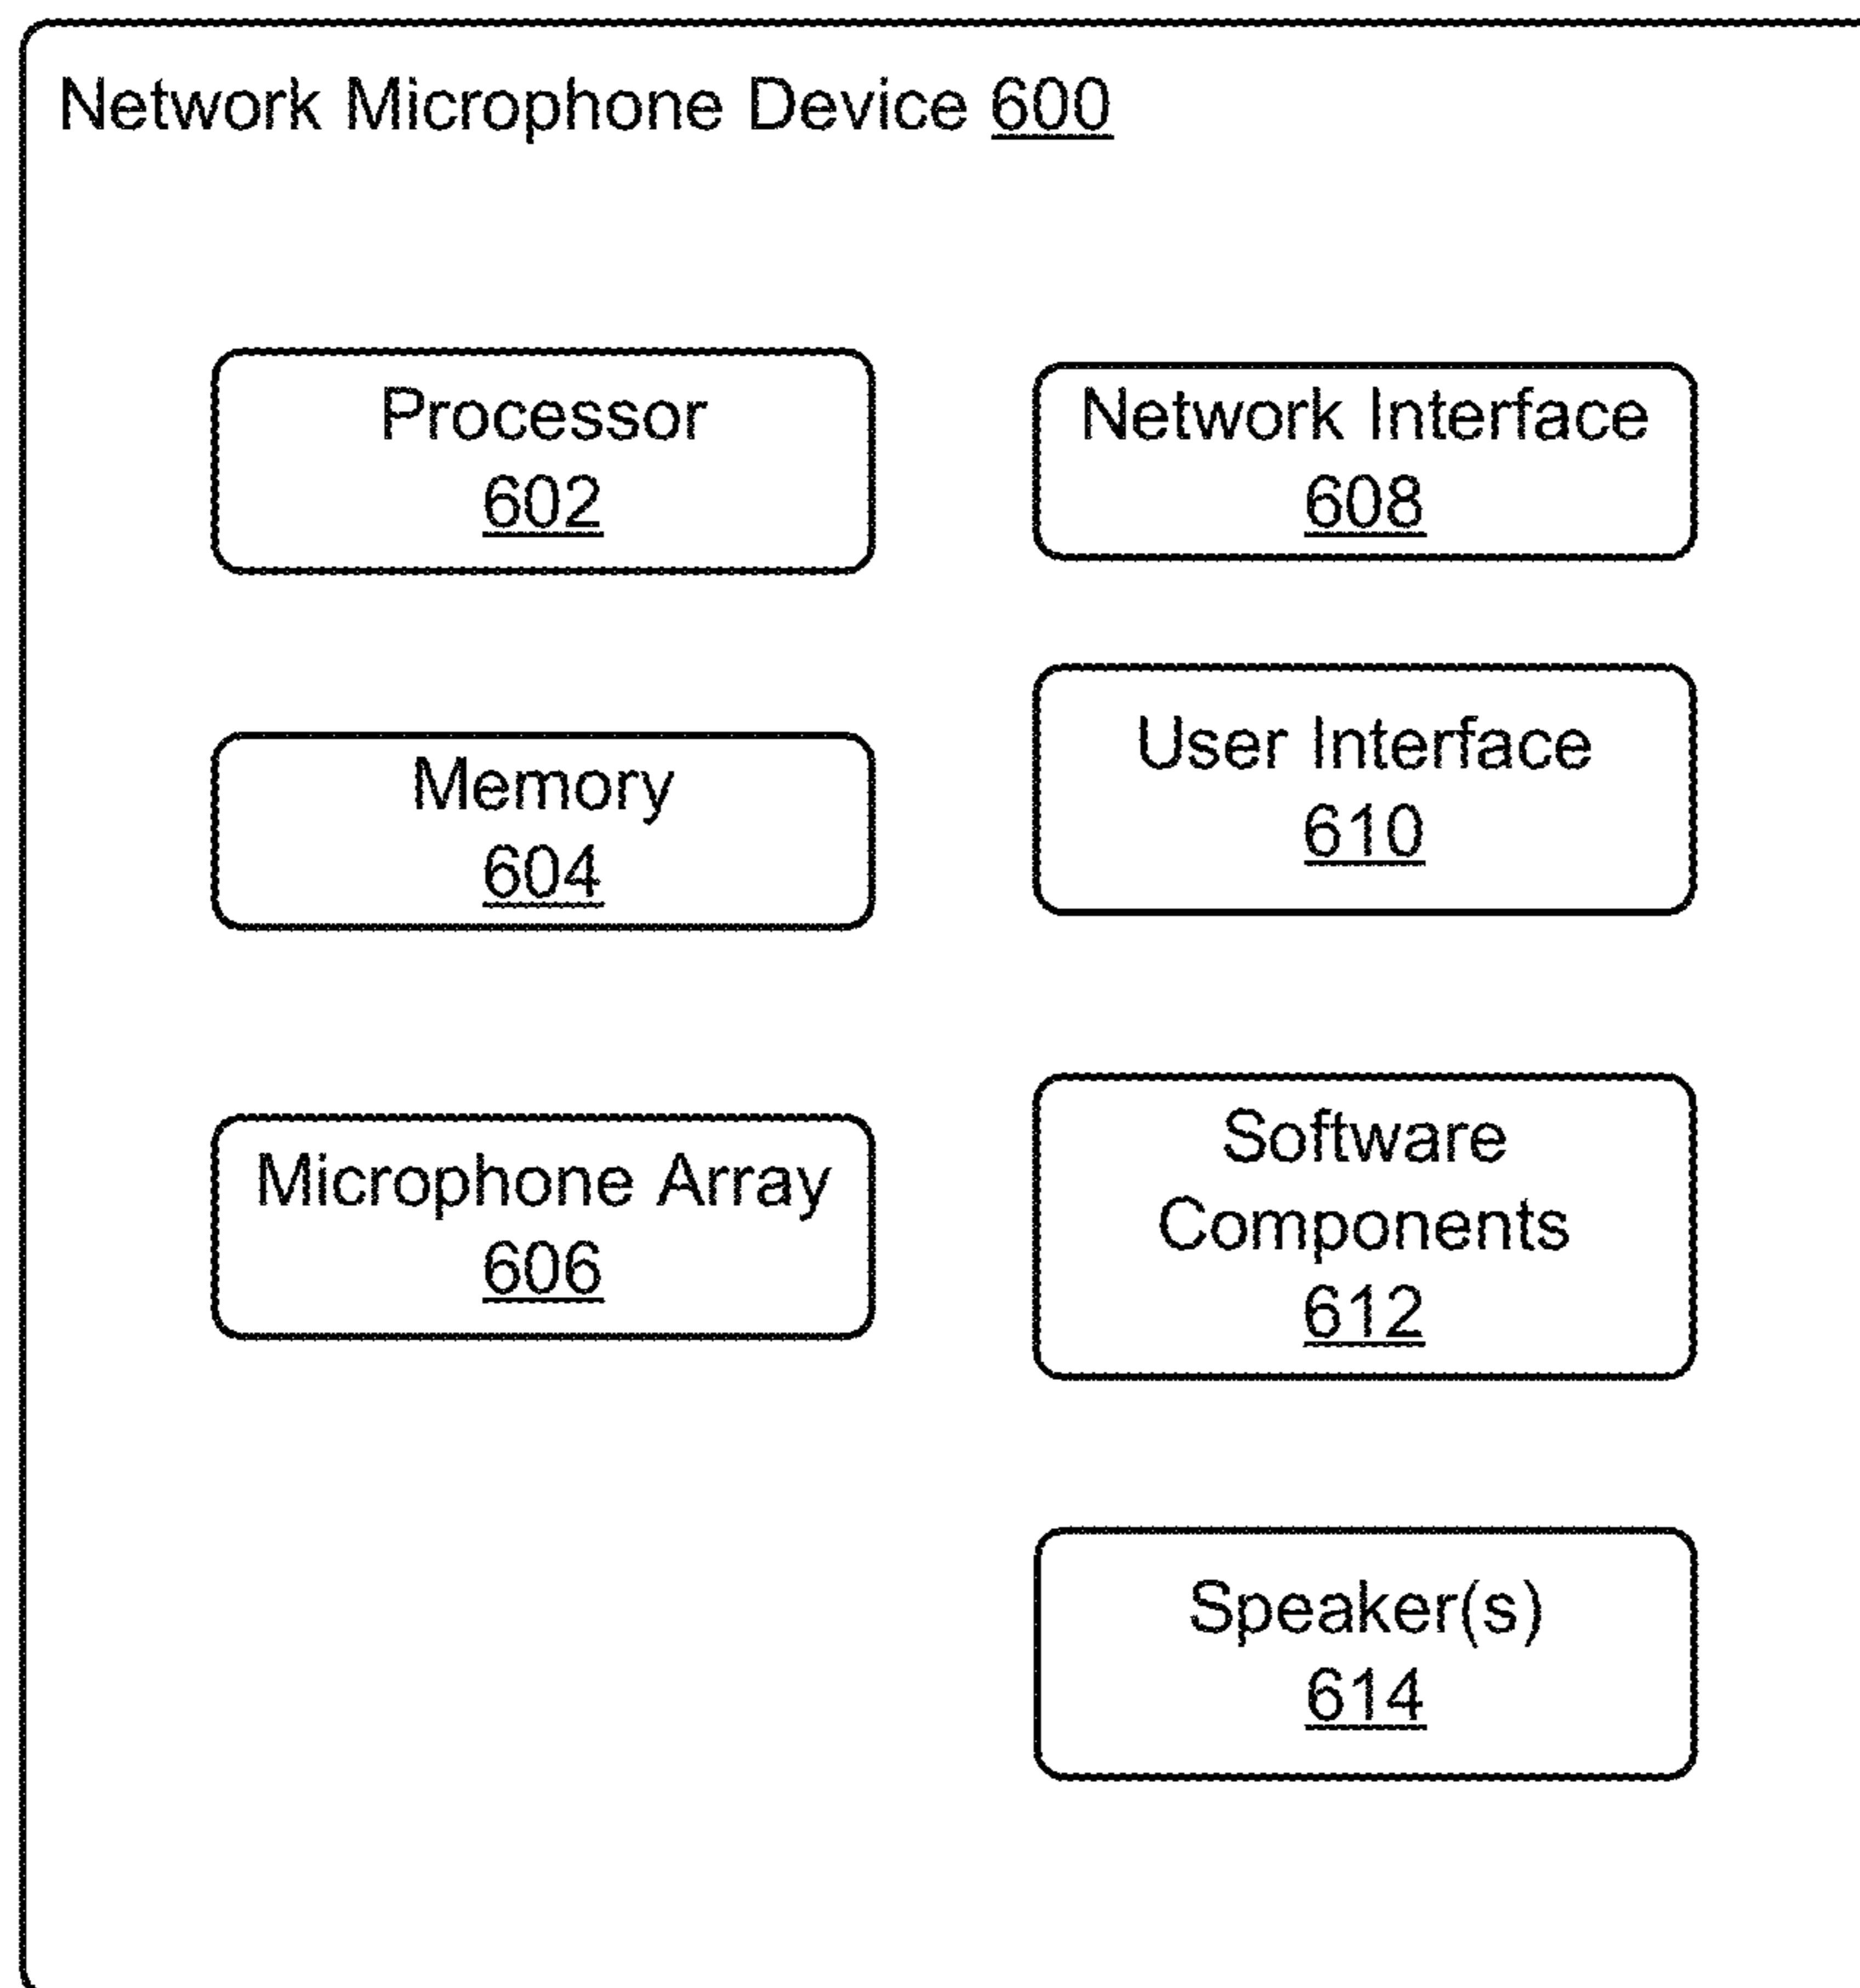 Network Microphone Device 600
Processor
602
Memory
604
Microphone Array
606
Network Interface
608
User Interface
610
Software
Components
612
Speaker(s)
614